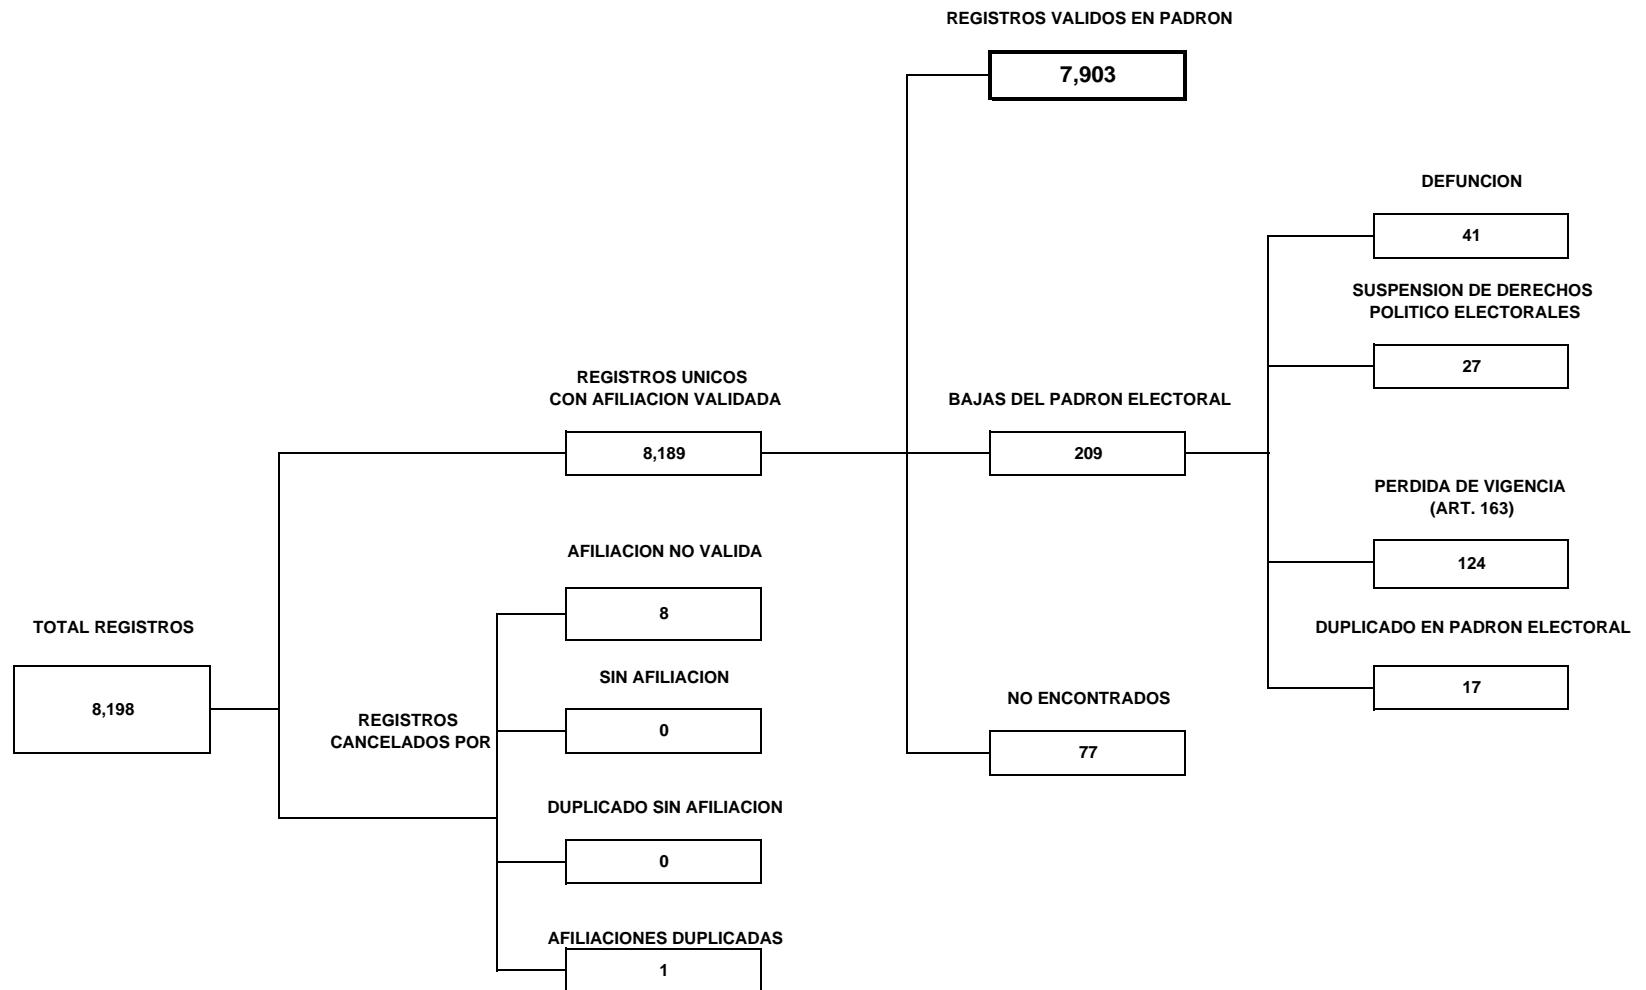 REGISTROS VALIDOS EN PADRON
7,903
DEFUNCION
41
SUSPENSION DE DERECHOS
POLITICO ELECTORALES
27
REGISTROS UNICOS
CON AFILIACION VALIDADA
8,189
BAJAS DEL PADRON ELECTORAL
209
PERDIDA DE VIGENCIA
(ART. 163)
124
AFILIACION NO VALIDA
8
TOTAL REGISTROS
8,198
DUPLICADO EN PADRON ELECTORAL
17
SIN AFILIACION
0
NO ENCONTRADOS
77
REGISTROS
CANCELADOS POR
DUPLICADO SIN AFILIACION
0
AFILIACIONES DUPLICADAS
1